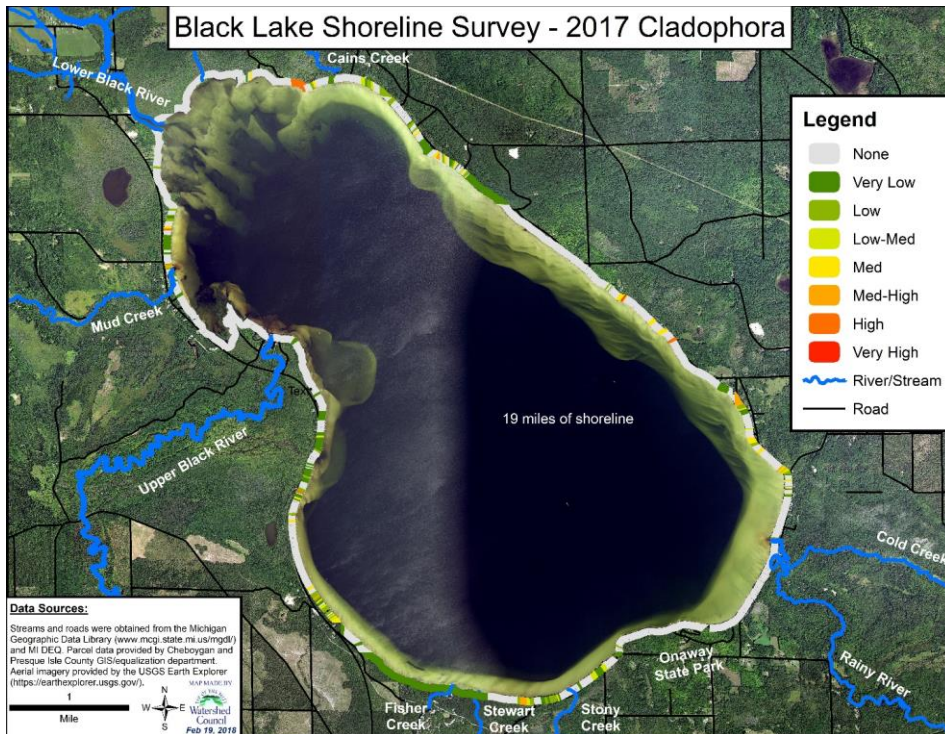 Black Lake Shoreline Survey - 2017 Cladophora
Cains Creek
Lower Black River
Legend
None
Very Low
Low
Low-Med
Med
Med-High
High
Very High
River/Stream
Road
Mud Creek
Tex
19 miles of shoreline
Upper Black River
Cold Creek
Onaway
State Park
Rainy River
Fisher
Creek
Stewart
Creek
Stony
Creek
Data Sources:
Streams and roads were obtained from the Michigan
Geographic Data Library (www.mcgi.state.mi.us/mgdl/)
and MI DEQ. Parcel data provided by Cheboygan and
Presque Isle County GIS/equalization department.
Aerial imagery provided by the USGS Earth Explorer
(https://earthexplorer.usgs.gov/).
1
Mile
N
W E
S
MAP MADE BY:
Watershed
Council
Feb 19, 2018